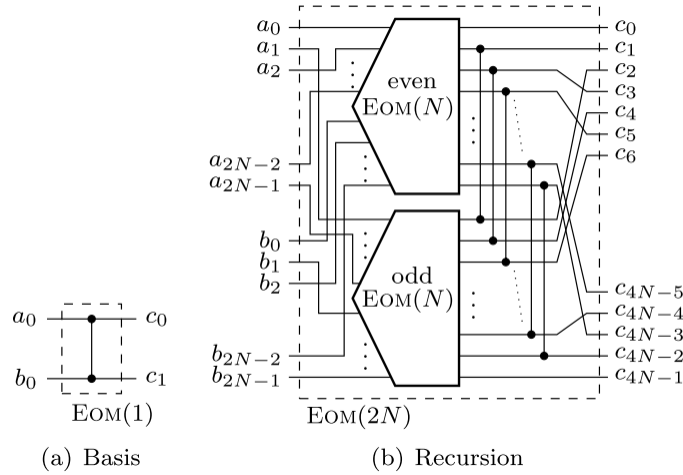 a₀
a₁
a₂
⋮
a₂N₋₂
a₂N₋₁
b₀
b₁
b₂
b₂N₋₂
b₂N₋₁
even
EOM(N)
odd
EOM(N)
c₀
c₁
c₂
c₃
c₄
c₅
c₆
c₄N₋₅
c₄N₋₄
c₄N₋₃
c₄N₋₂
c₄N₋₁
EOM(2N)
a₀ c₀
b₀ c₁
EOM(1)
(a) Basis
(b) Recursion